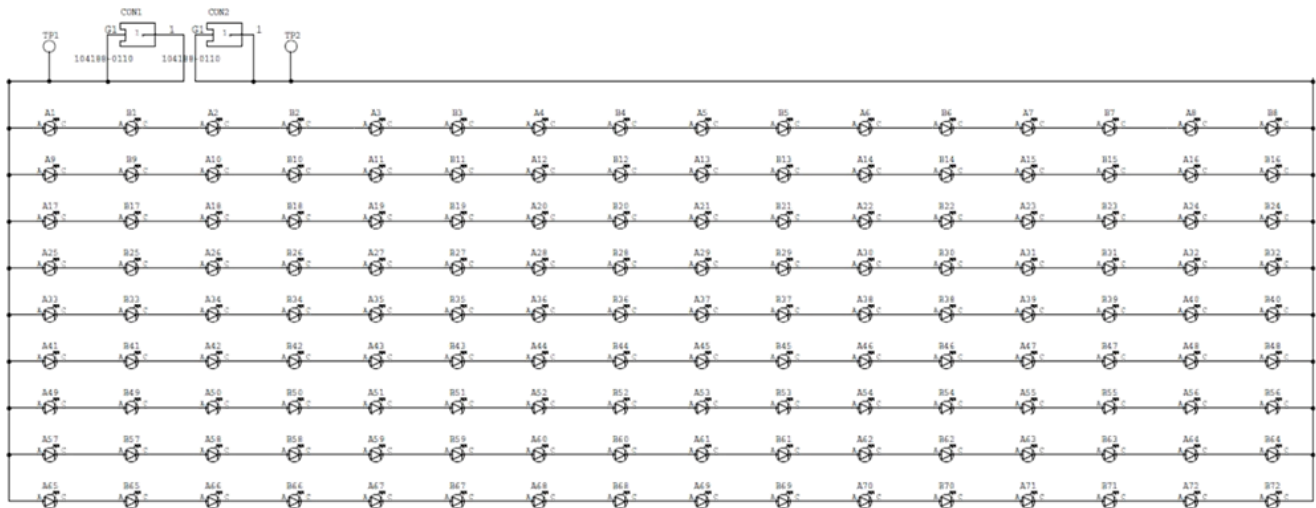 CON1 CON2
TP1 G1 1 1 G1 1 1 TP2
104188-0110 104188-0110
A1 B1 A2 B2 A3 B3 A4 B4 A5 B5 A6 B6 A7 B7 A8 B8
A C A C A C A C A C A C A C A C A C A C A C A C A C A C A C A C
A9 B9 A10 B10 A11 B11 A12 B12 A13 B13 A14 B14 A15 B15 A16 B16
A C A C A C A C A C A C A C A C A C A C A C A C A C A C A C A C
A17 B17 A18 B18 A19 B19 A20 B20 A21 B21 A22 B22 A23 B23 A24 B24
A C A C A C A C A C A C A C A C A C A C A C A C A C A C A C A C
A25 B25 A26 B26 A27 B27 A28 B28 A29 B29 A30 B30 A31 B31 A32 B32
A C A C A C A C A C A C A C A C A C A C A C A C A C A C A C A C
A33 B33 A34 B34 A35 B35 A36 B36 A37 B37 A38 B38 A39 B39 A40 B40
A C A C A C A C A C A C A C A C A C A C A C A C A C A C A C A C
A41 B41 A42 B42 A43 B43 A44 B44 A45 B45 A46 B46 A47 B47 A48 B48
A C A C A C A C A C A C A C A C A C A C A C A C A C A C A C A C
A49 B49 A50 B50 A51 B51 A52 B52 A53 B53 A54 B54 A55 B55 A56 B56
A C A C A C A C A C A C A C A C A C A C A C A C A C A C A C A C
A57 B57 A58 B58 A59 B59 A60 B60 A61 B61 A62 B62 A63 B63 A64 B64
A C A C A C A C A C A C A C A C A C A C A C A C A C A C A C A C
A65 B65 A66 B66 A67 B67 A68 B68 A69 B69 A70 B70 A71 B71 A72 B72
A C A C A C A C A C A C A C A C A C A C A C A C A C A C A C A C